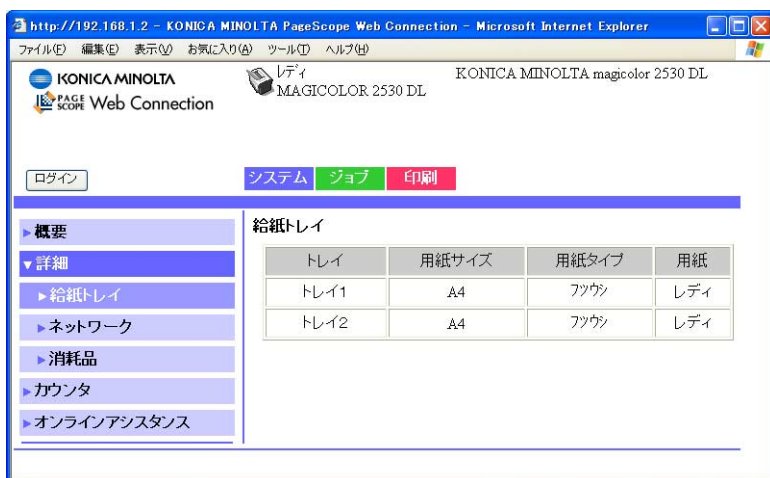 http://192.168.1.2 - KONICA MINOLTA PageScope Web Connection - Microsoft Internet Explorer
ファイル(F) 編集(E) 表示(V) お気に入り(A) ツール(T) ヘルプ(H)
KONICA MINOLTA
PAGE SCOPE Web Connection
レディ
MAGICOLOR 2530 DL
KONICA MINOLTA magicolor 2530 DL
ログイン
システム ジョブ 印刷
概要
詳細
給紙トレイ
ネットワーク
消耗品
カウンタ
オンラインアシスタンス
給紙トレイ
トレイ 用紙サイズ 用紙タイプ 用紙
トレイ1 A4 フツウシ レディ
トレイ2 A4 フツウシ レディ